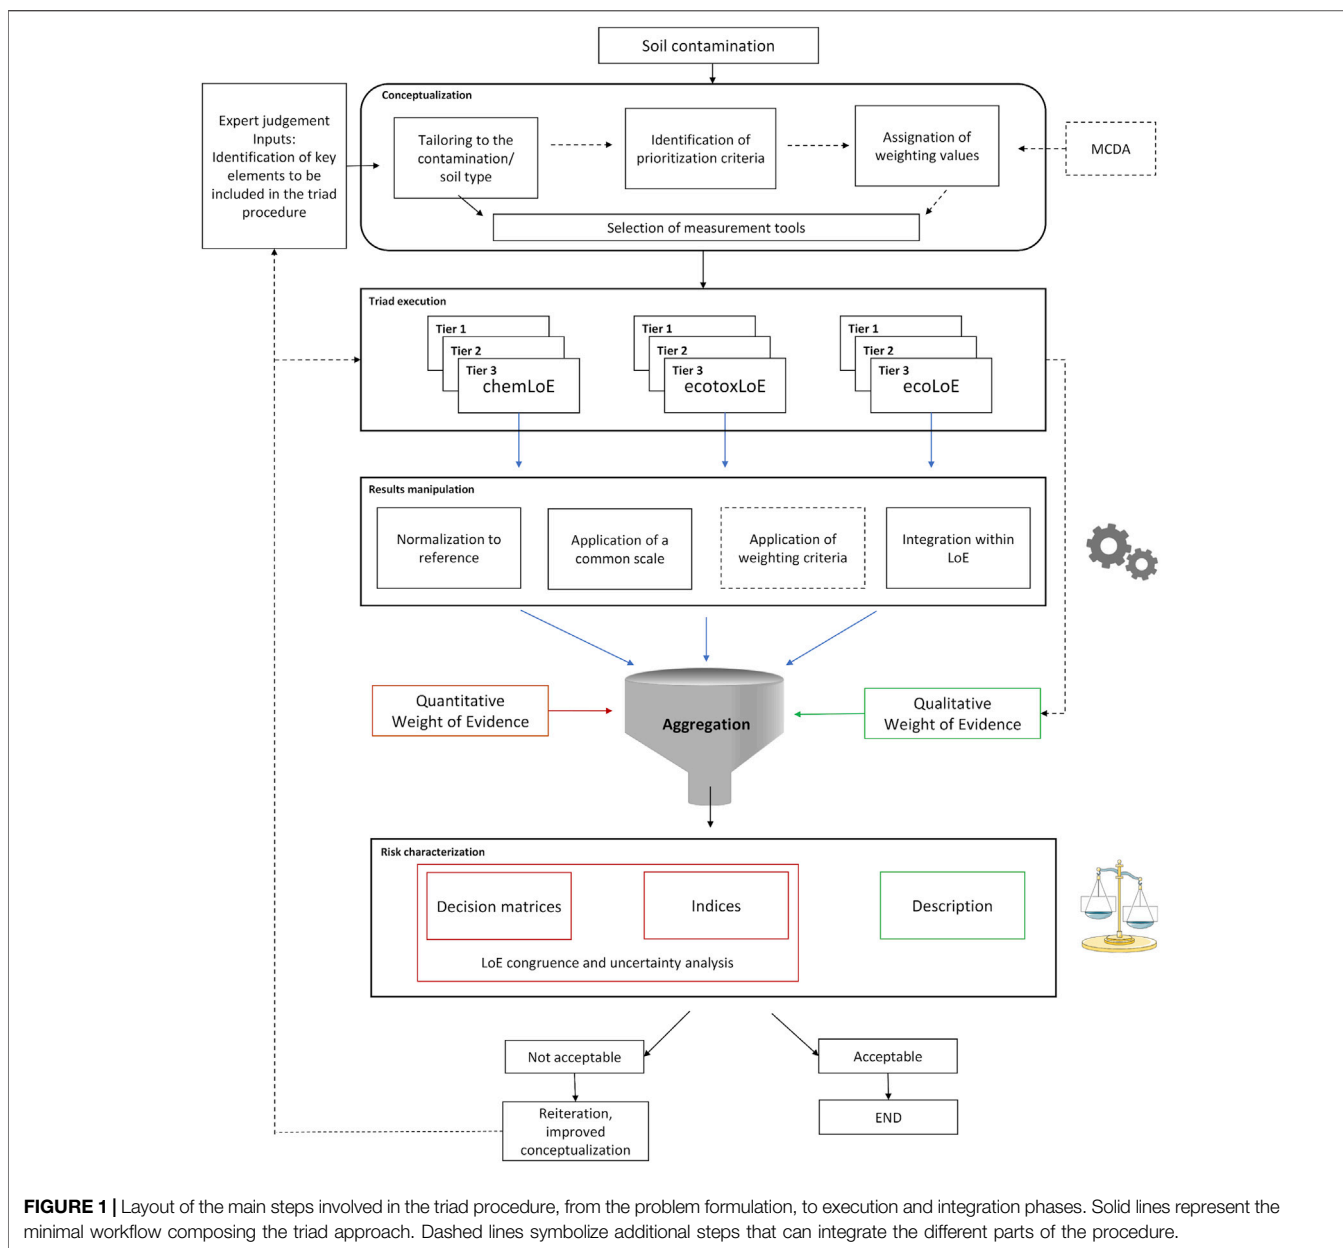 Soil contamination
Expert judgement
Inputs:
Identification of key
elements to be
included in the triad
procedure
Conceptualization
Tailoring to the
contamination/
soil type
Identification of
prioritization criteria
Assignation of
weighting values
MCDA
Selection of measurement tools
Triad execution
Tier 1
Tier 2
Tier 3
chemLoE
Tier 1
Tier 2
Tier 3
ecotoxLoE
Tier 1
Tier 2
Tier 3
ecoLoE
Results manipulation
Normalization to
reference
Application of a
common scale
Application of
weighting criteria
Integration within
LoE
Quantitative
Weight of Evidence
Aggregation
Qualitative
Weight of Evidence
Risk characterization
Decision matrices
Indices
Description
LoE congruence and uncertainty analysis
Not acceptable
Acceptable
Reiteration,
improved
conceptualization
END
FIGURE 1 | Layout of the main steps involved in the triad procedure, from the problem formulation, to execution and integration phases. Solid lines represent the
minimal workflow composing the triad approach. Dashed lines symbolize additional steps that can integrate the different parts of the procedure.